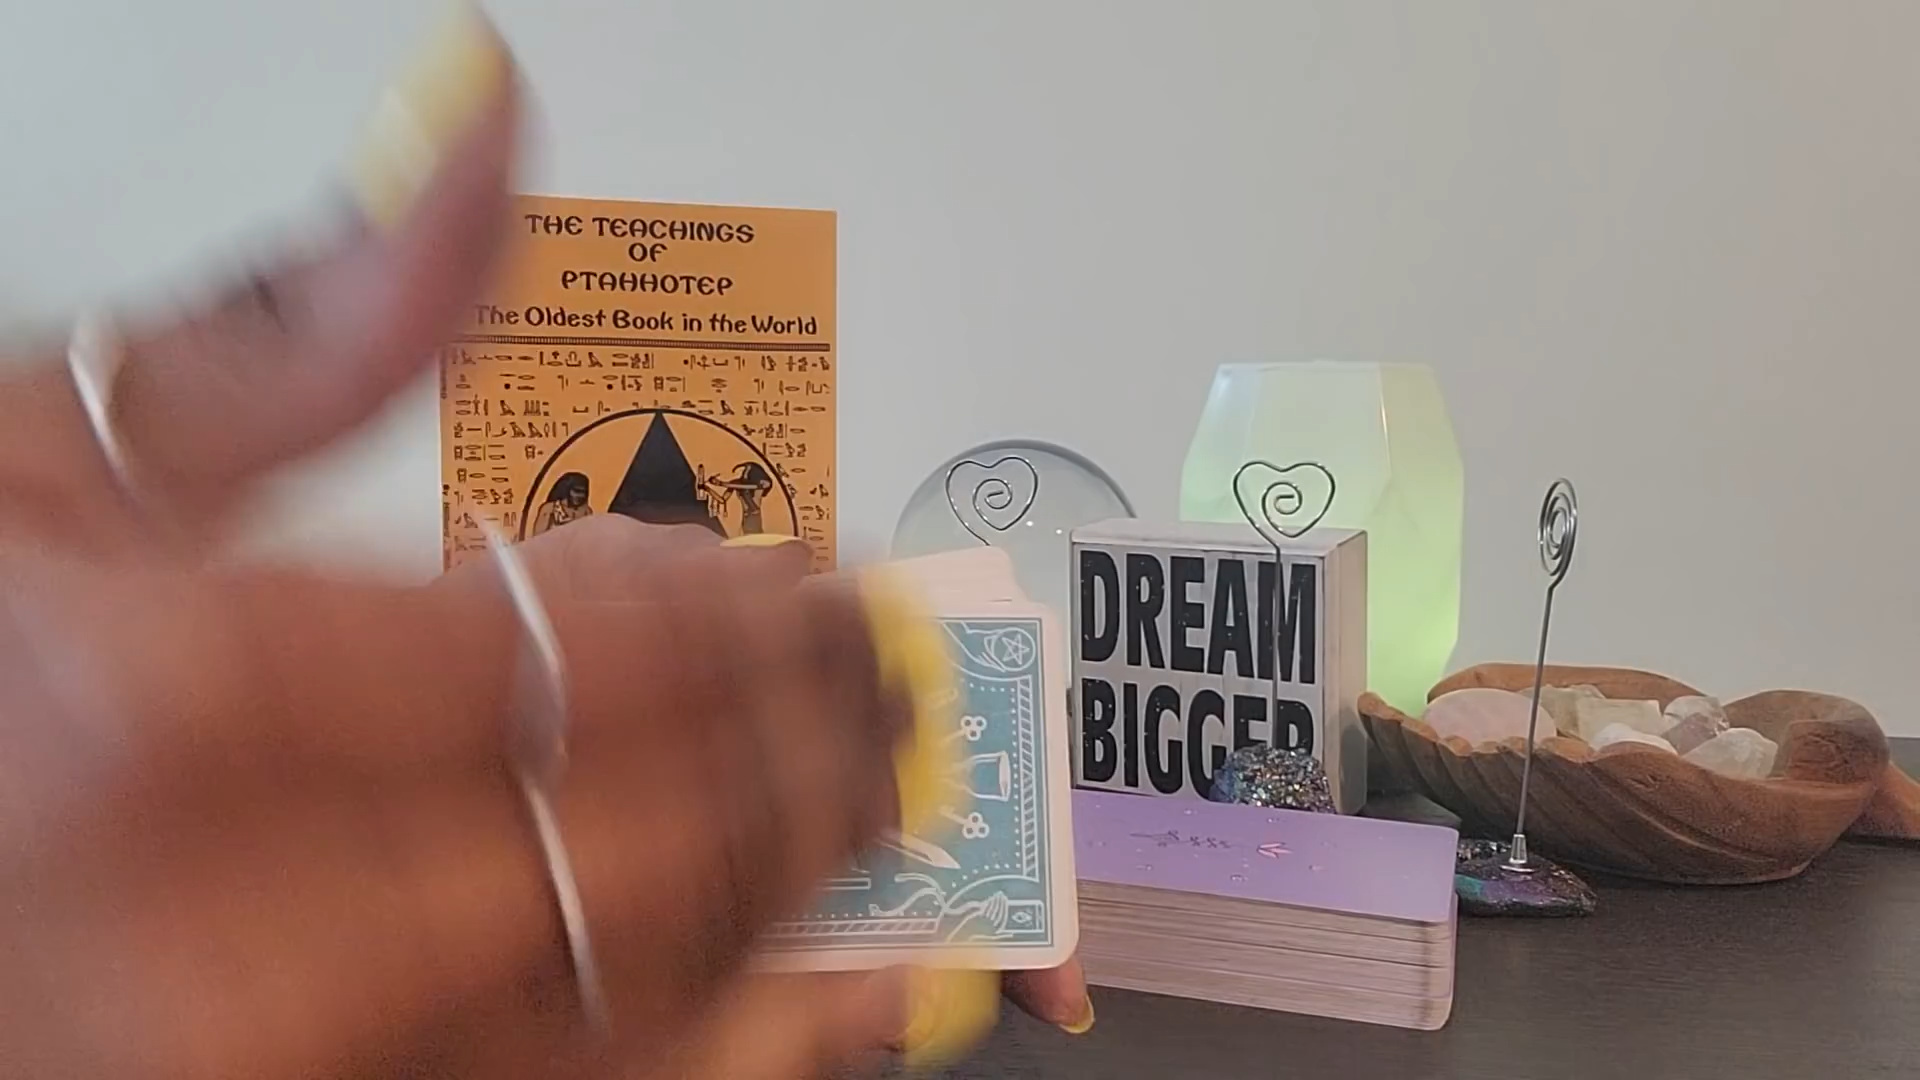 THE TEACHINGS
OF
PTAHHOTEP
The Oldest Book in the World
DREAM
BIGGER